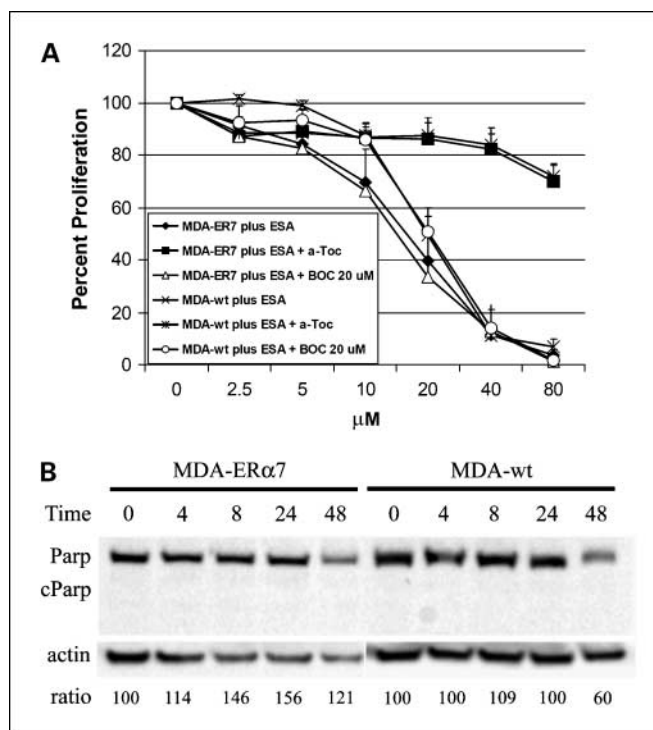 A
120
100
80
60
40
20
0
Percent Proliferation
MDA-ER7 plus ESA
MDA-ER7 plus ESA + a-Toc
MDA-ER7 plus ESA + BOC 20 uM
MDA-wt plus ESA
MDA-wt plus ESA + a-Toc
MDA-wt plus ESA + BOC 20 uM
0 2.5 5 10 20 40 80
µM
B
MDA-ERα7 MDA-wt
Time 0 4 8 24 48 0 4 8 24 48
Parp
cParp
actin
ratio 100 114 146 156 121 100 100 109 100 60